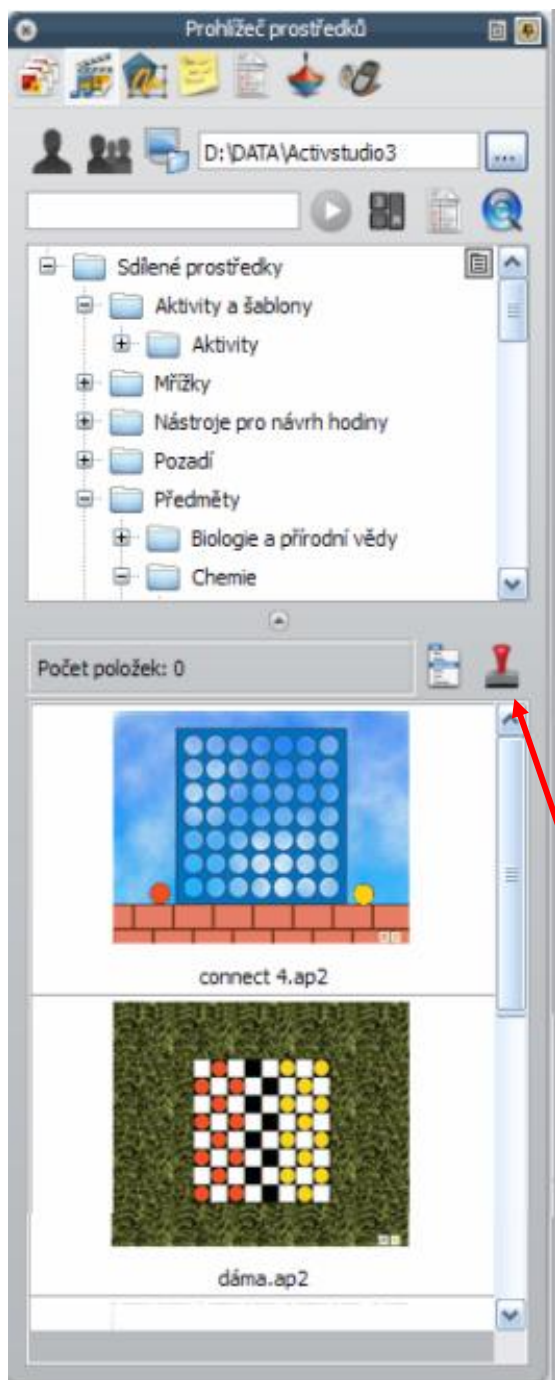 Prohlížeč prostředků
D:\DATA\Activstudio3
...
Sdílené prostředky
Aktivity a šablony
Aktivity
Mřížky
Nástroje pro návrh hodiny
Pozadí
Předměty
Biologie a přírodní vědy
Chemie
Počet položek: 0
connect 4.ap2
dáma.ap2